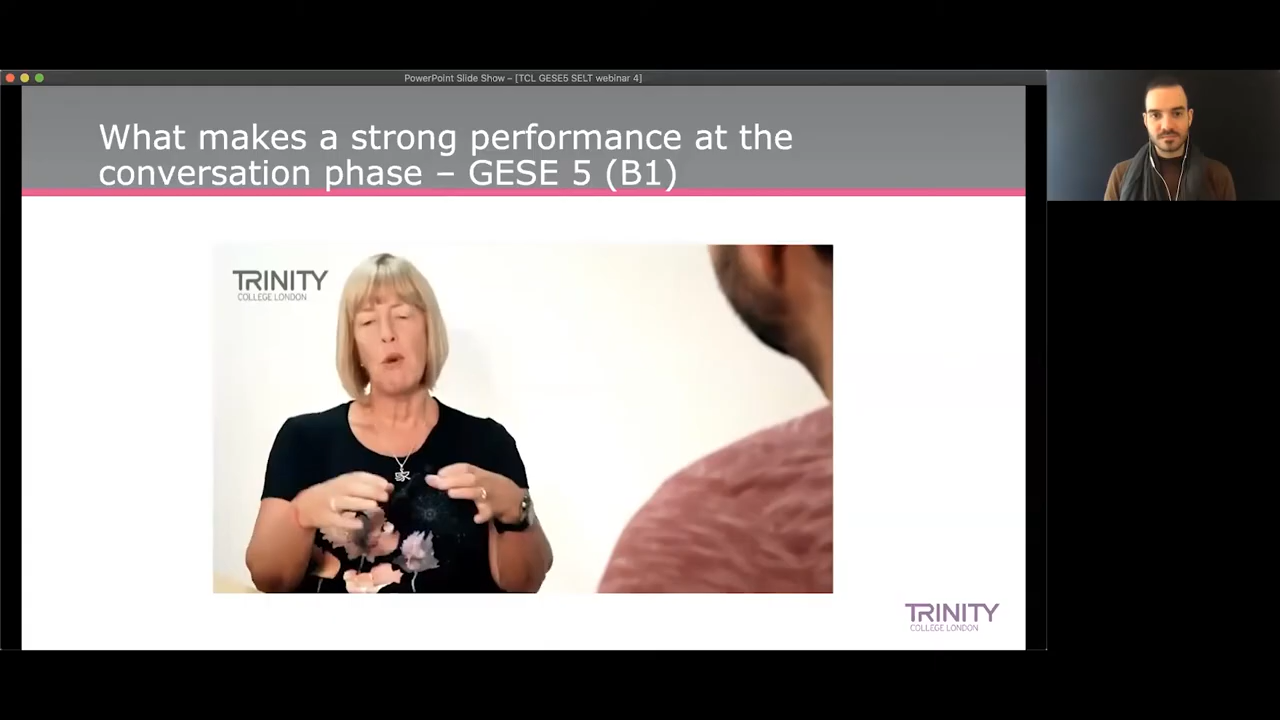 PowerPoint Slide Show – [TCL GESE5 SELT webinar 4]
What makes a strong performance at the
conversation phase – GESE 5 (B1)
TRINITY
COLLEGE LONDON
TRINITY
COLLEGE LONDON